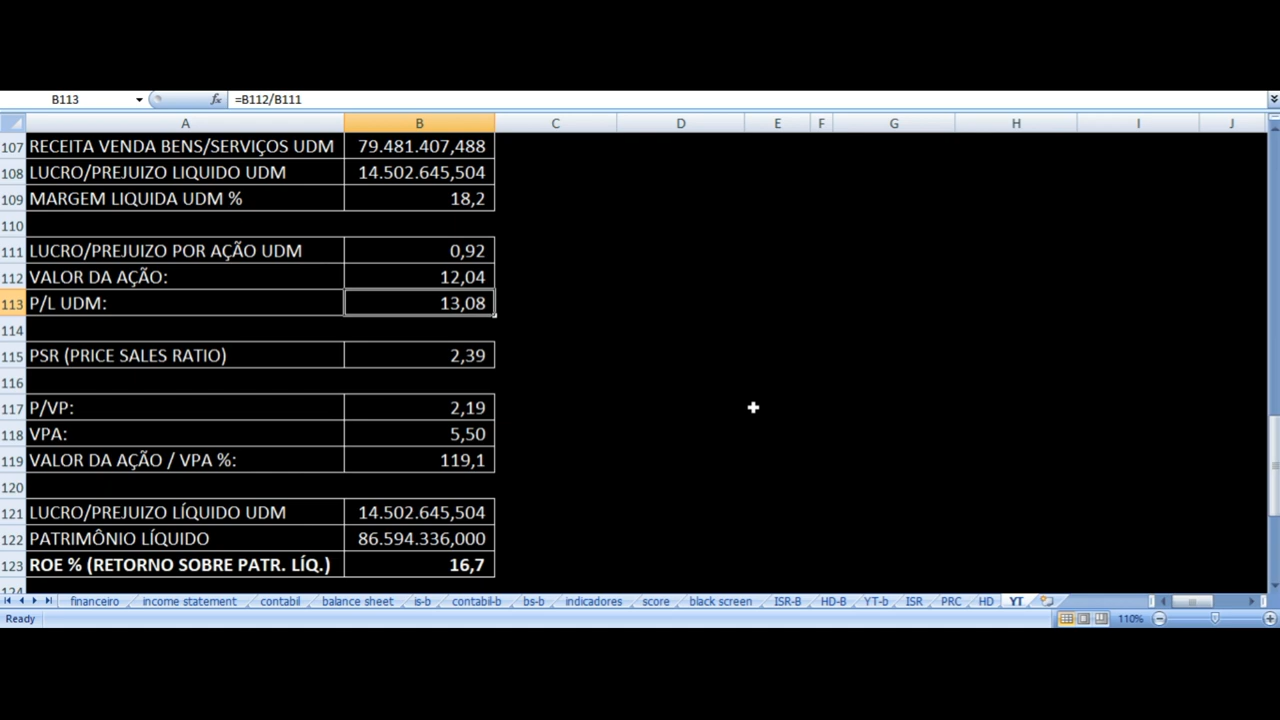 B113 fx =B112/B111
A B C D E F G H I J
107 RECEITA VENDA BENS/SERVIÇOS UDM 79.481.407,488
108 LUCRO/PREJUIZO LIQUIDO UDM 14.502.645,504
109 MARGEM LIQUIDA UDM % 18,2
110
111 LUCRO/PREJUIZO POR AÇÃO UDM 0,92
112 VALOR DA AÇÃO: 12,04
113 P/L UDM: 13,08
114
115 PSR (PRICE SALES RATIO) 2,39
116
117 P/VP: 2,19
118 VPA: 5,50
119 VALOR DA AÇÃO / VPA %: 119,1
120
121 LUCRO/PREJUIZO LÍQUIDO UDM 14.502.645,504
122 PATRIMÔNIO LÍQUIDO 86.594.336,000
123 ROE % (RETORNO SOBRE PATR. LÍQ.) 16,7
124
financeiro income statement contabil balance sheet is-b contabil-b bs-b indicadores score black screen ISR-B HD-B YT-b ISR PRC HD YT
Ready 110%